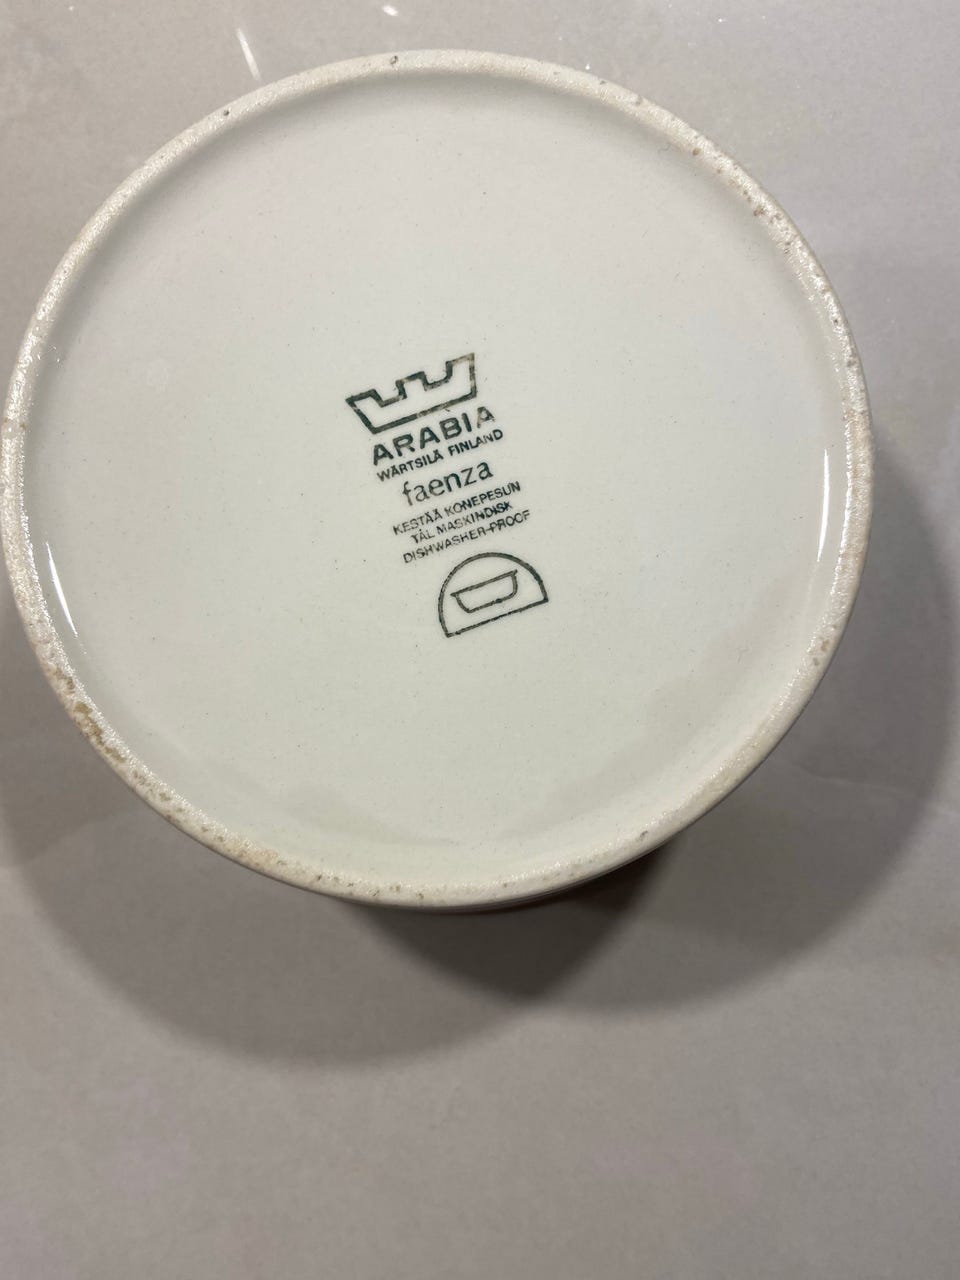 ARABIA
WÄRTSILÄ FINLAND
faenza
KESTÄÄ KONEPESUN
TÅL MASKINDISK
DISHWASHER-PROOF